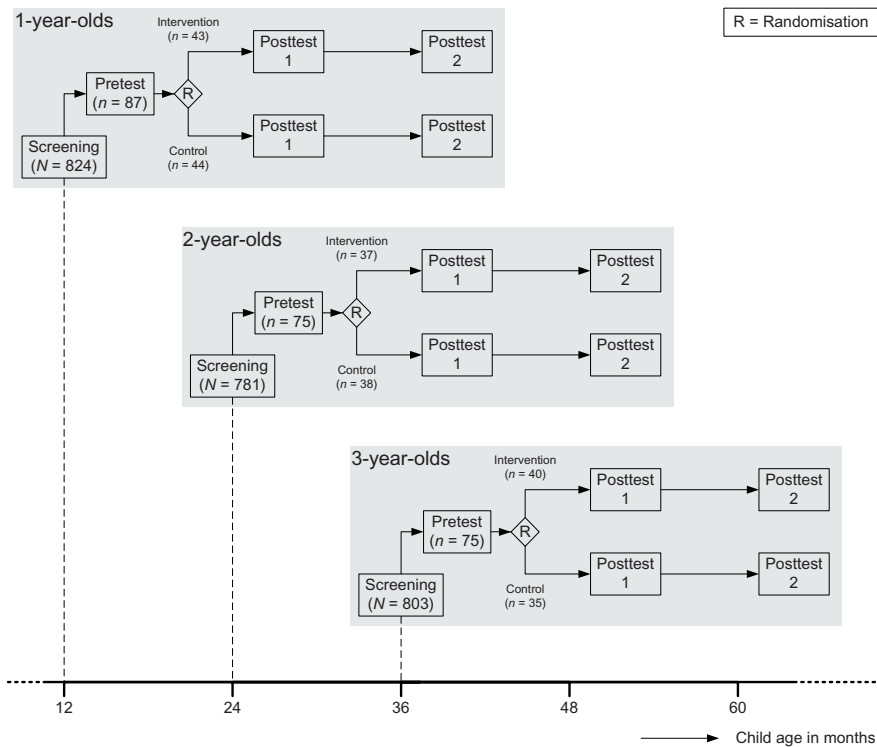 1-year-olds
Intervention
(n = 43)
Posttest
1
Posttest
2
R = Randomisation
Pretest
(n = 87)
R
Screening
(N = 824)
Control
(n = 44)
Posttest
1
Posttest
2
2-year-olds
Intervention
(n = 37)
Posttest
1
Posttest
2
Pretest
(n = 75)
R
Screening
(N = 781)
Control
(n = 38)
Posttest
1
Posttest
2
3-year-olds
Intervention
(n = 40)
Posttest
1
Posttest
2
Pretest
(n = 75)
R
Screening
(N = 803)
Control
(n = 35)
Posttest
1
Posttest
2
12 24 36 48 60
Child age in months